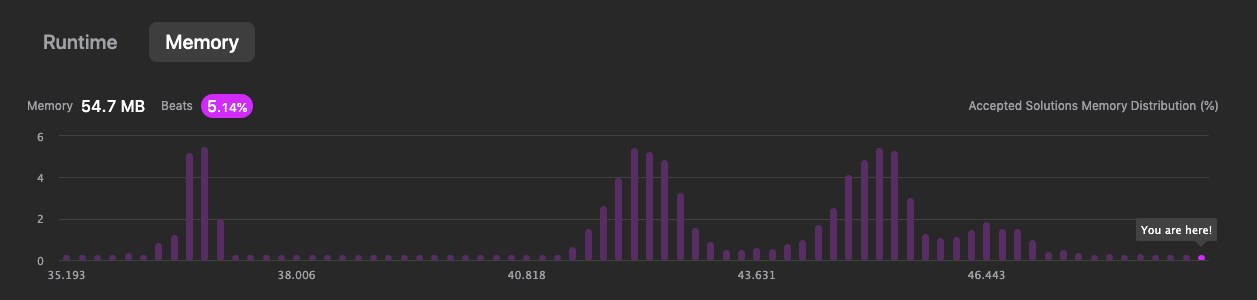 Runtime Memory
Memory 54.7 MB Beats 5.14% Accepted Solutions Memory Distribution (%)
6
4
2
You are here!
0
35.193 38.006 40.818 43.631 46.443